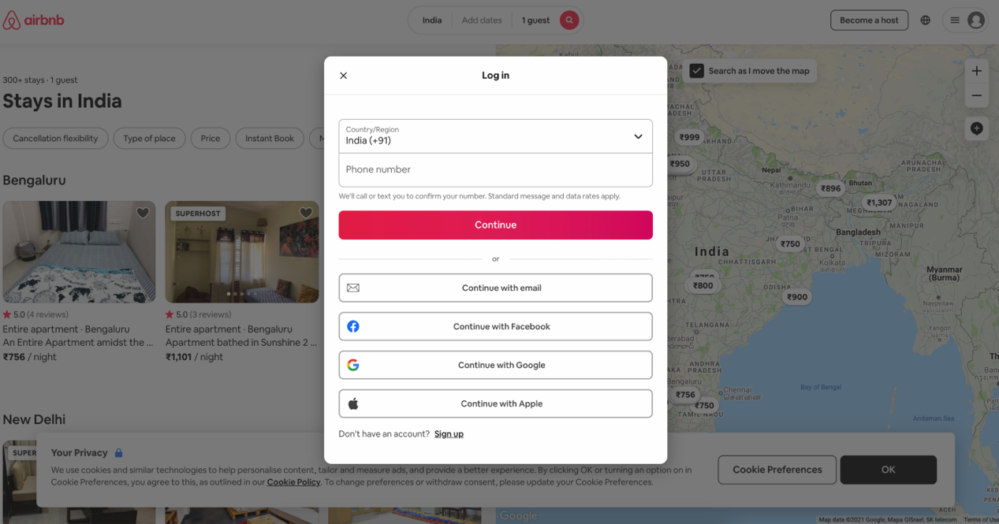 airbnb
India
Add dates
1 guest
Become a host
300+ stays · 1 guest
Stays in India
Cancellation flexibility
Type of place
Price
Instant Book
Bengaluru
SUPERHOST
5.0 (4 reviews)
Entire apartment · Bengaluru
An Entire Apartment amidst the ...
₹756 / night
5.0 (3 reviews)
Entire apartment · Bengaluru
Apartment bathed in Sunshine 2 ...
₹1,101 / night
New Delhi
SUPER
Log in
Country/Region
India (+91)
Phone number
We'll call or text you to confirm your number. Standard message and data rates apply.
Continue
or
Continue with email
Continue with Facebook
Continue with Google
Continue with Apple
Don't have an account? Sign up
Search as I move the map
₹999
₹950
UTTAR
PRADESH
Nepal
Kathmandu
₹896
Bhutan
ARUNACHAL
PRADESH
₹1,307
NAGALAND
BIHAR
Patna
MANIPUR
Bangladesh
₹750
TRIPURA
MIZORAM
India
CHHATTISGARH
Kolkata
Myanmar
(Burma)
₹800
ODISHA
₹900
Naypyitaw
TELANGANA
Yangon
ANDHRA
PRADESH
Bengaluru
₹756
Chennai
சென்னை
₹750
TAMIL NADU
Bay of Bengal
Andaman Sea
Your Privacy
We use cookies and similar technologies to help personalise content, tailor and measure ads, and provide a better experience. By clicking OK or turning an option on in
Cookie Preferences, you agree to this, as outlined in our Cookie Policy. To change preferences or withdraw consent, please update your Cookie Preferences.
Cookie Preferences
OK
Google
Map data ©2021 Google, Mapa GISrael, SK telecom
Terms of Use